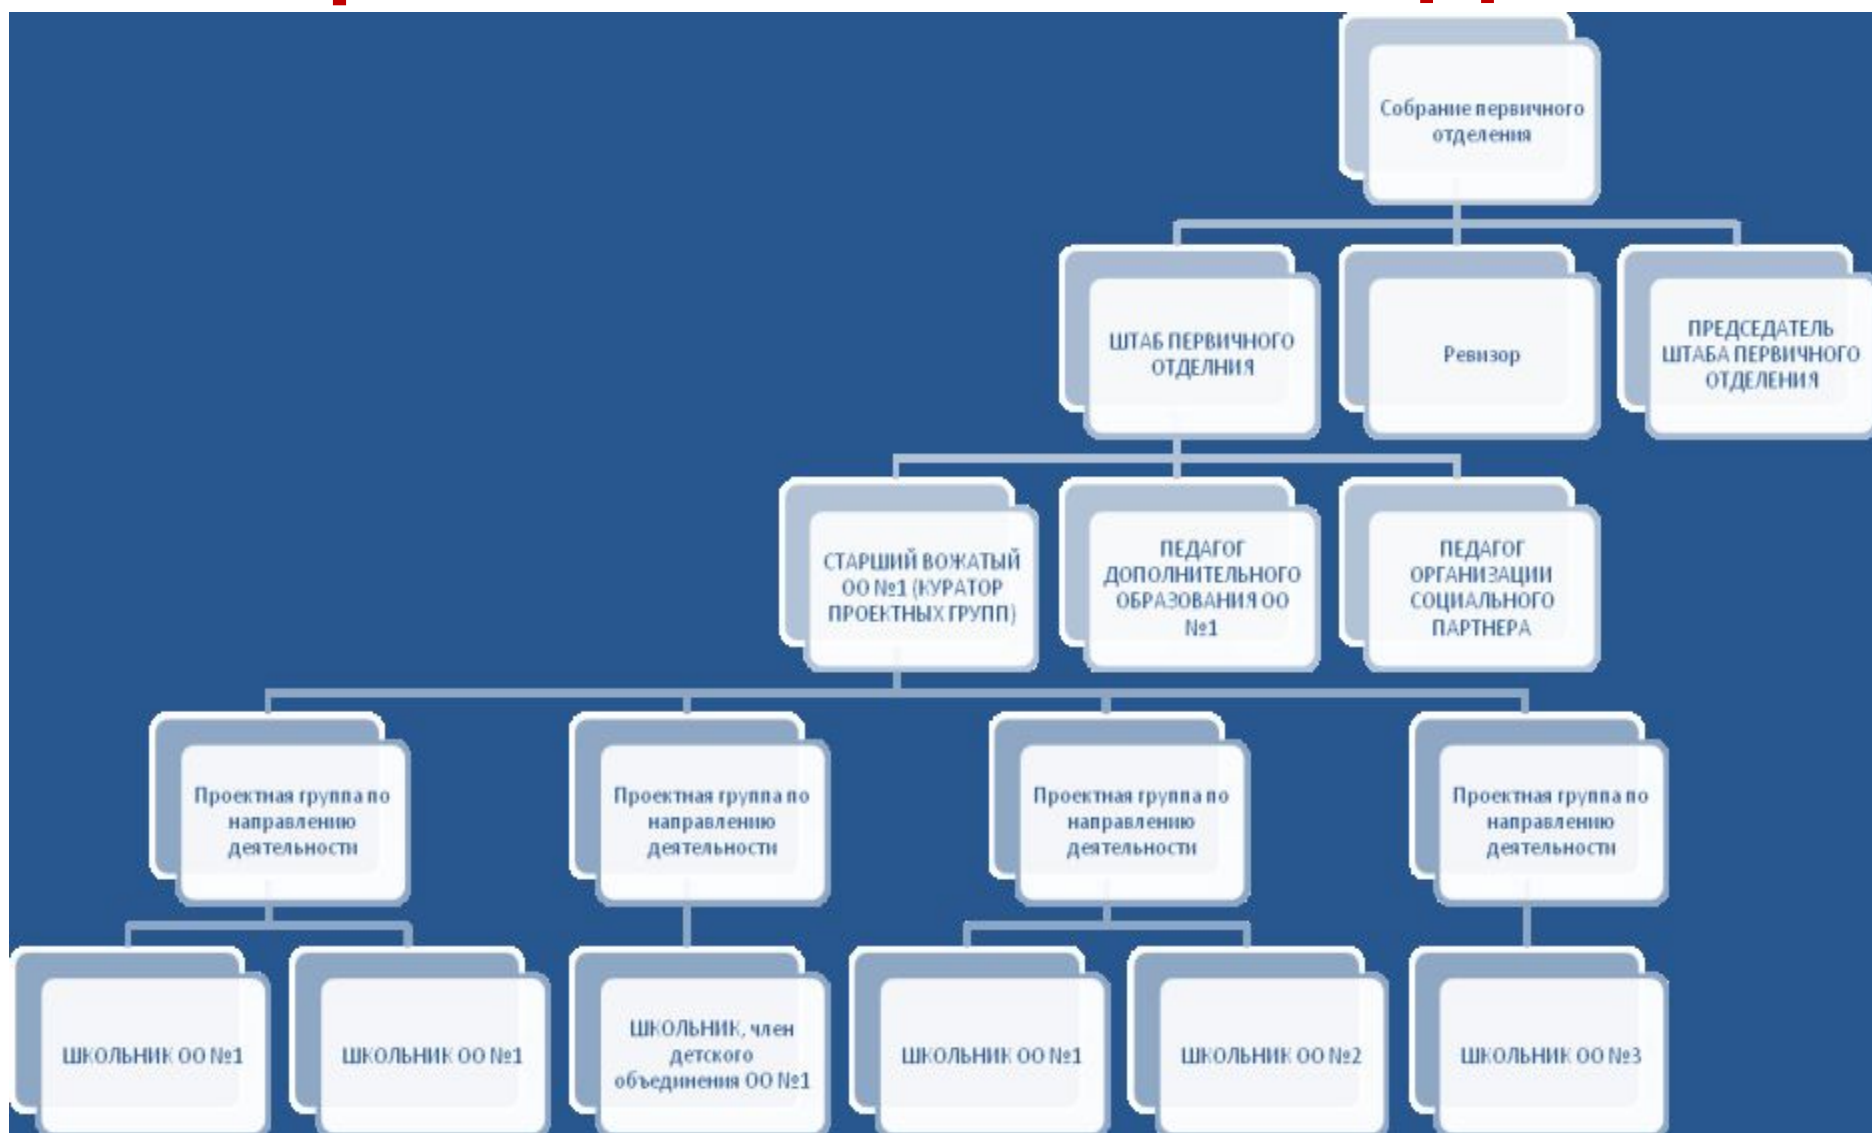 Собрание первичного
отделения
ШТАБ ПЕРВИЧНОГО
ОТДЕЛНИЯ
Ревизор
ПРЕДСЕДАТЕЛЬ
ШТАБА ПЕРВИЧНОГО
ОТДЕЛЕНИЯ
СТАРШИЙ ВОЖАТЫЙ
ОО №1 (КУРАТОР
ПРОЕКТНЫХ ГРУПП)
ПЕДАГОГ
ДОПОЛНИТЕЛЬНОГО
ОБРАЗОВАНИЯ ОО
№1
ПЕДАГОГ
ОРГАНИЗАЦИИ
СОЦИАЛЬНОГО
ПАРТНЕРА
Проектная группа по
направлению
деятельности
Проектная группа по
направлению
деятельности
Проектная группа по
направлению
деятельности
Проектная группа по
направлению
деятельности
ШКОЛЬНИК ОО №1
ШКОЛЬНИК ОО №1
ШКОЛЬНИК, член
детского
объединения ОО №1
ШКОЛЬНИК ОО №1
ШКОЛЬНИК ОО №2
ШКОЛЬНИК ОО №3